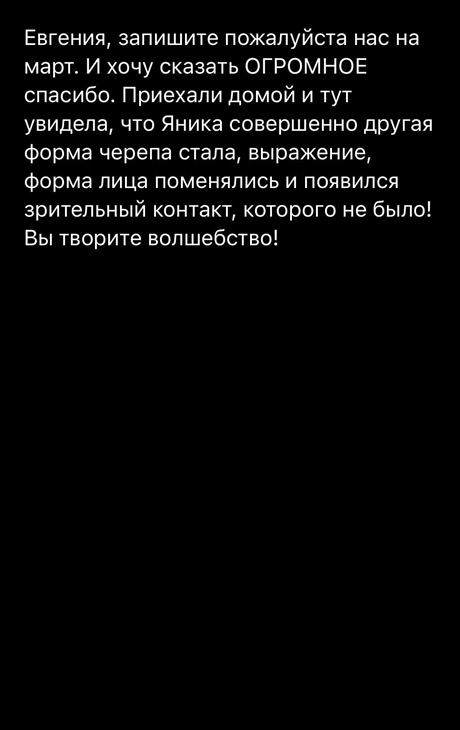 Евгения, запишите пожалуйста нас на
март. И хочу сказать ОГРОМНОЕ
спасибо. Приехали домой и тут
увидела, что Яника совершенно другая
форма черепа стала, выражение,
форма лица поменялись и появился
зрительный контакт, которого не было!
Вы творите волшебство!